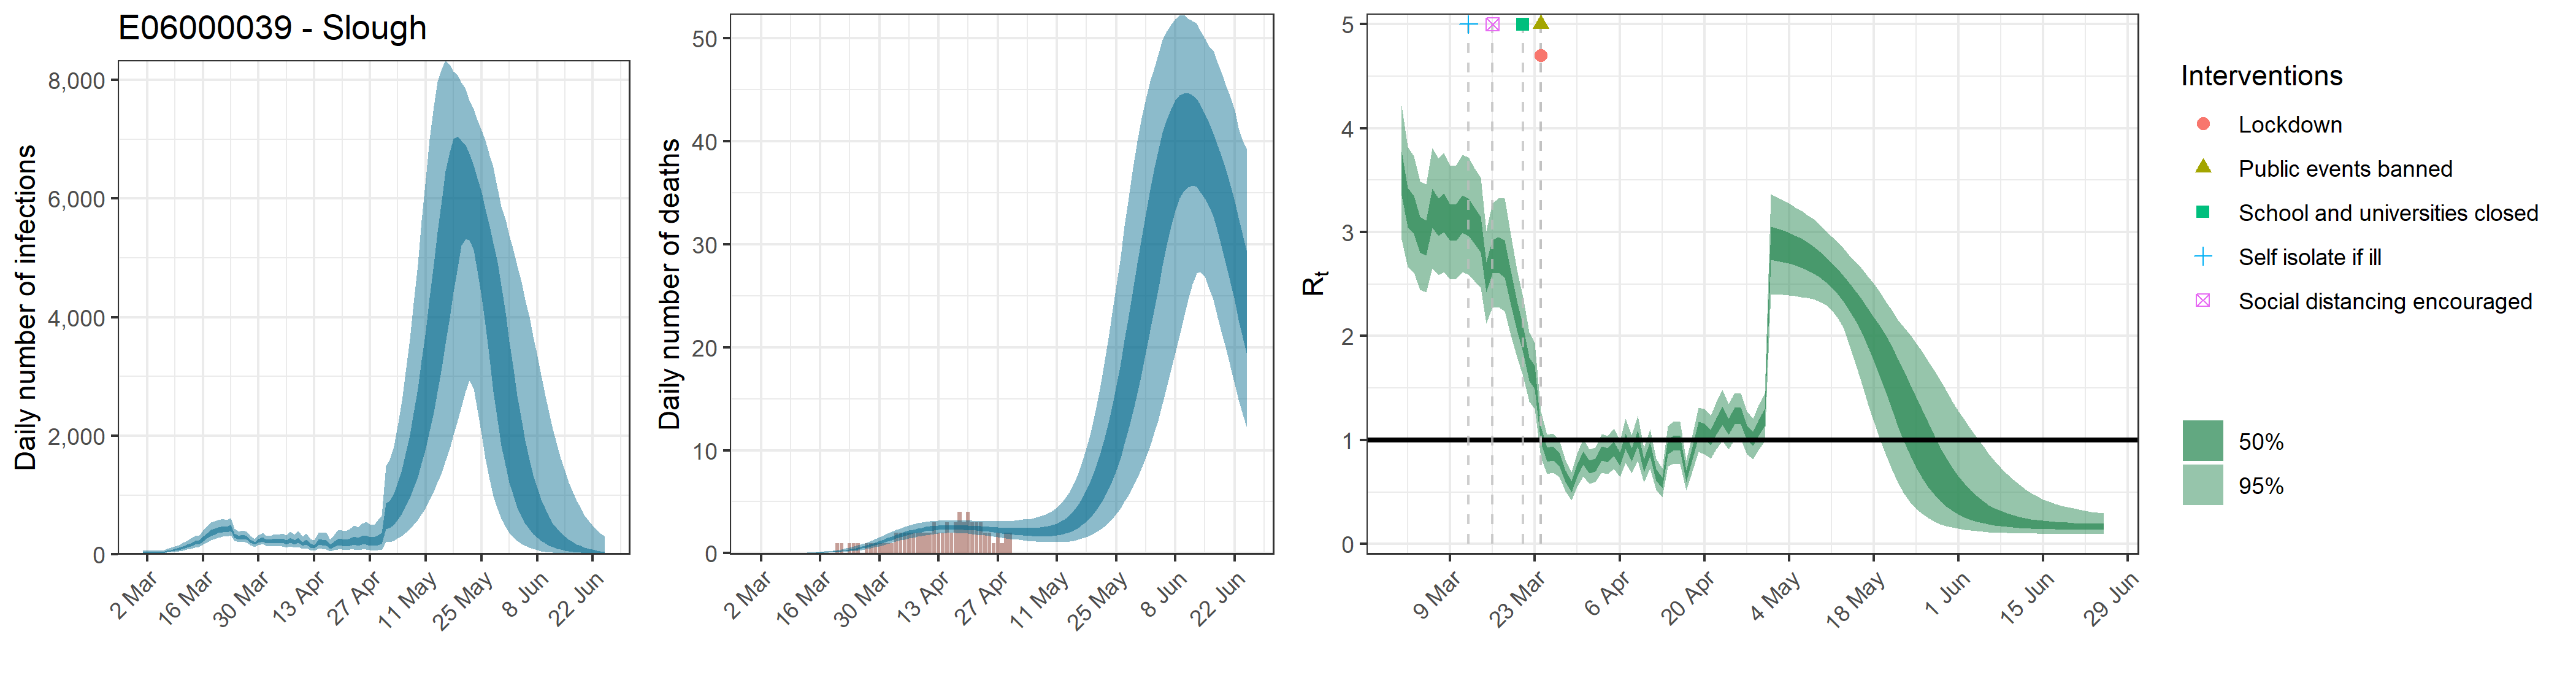 E06000039 - Slough
Daily number of infections
8,000
6,000
4,000
2,000
0
2 Mar
16 Mar
30 Mar
13 Apr
27 Apr
11 May
25 May
8 Jun
22 Jun
Daily number of deaths
50
40
30
20
10
0
2 Mar
16 Mar
30 Mar
13 Apr
27 Apr
11 May
25 May
8 Jun
22 Jun
Rt
5
4
3
2
1
0
9 Mar
23 Mar
6 Apr
20 Apr
4 May
18 May
1 Jun
15 Jun
29 Jun
Interventions
Lockdown
Public events banned
School and universities closed
Self isolate if ill
Social distancing encouraged
50%
95%